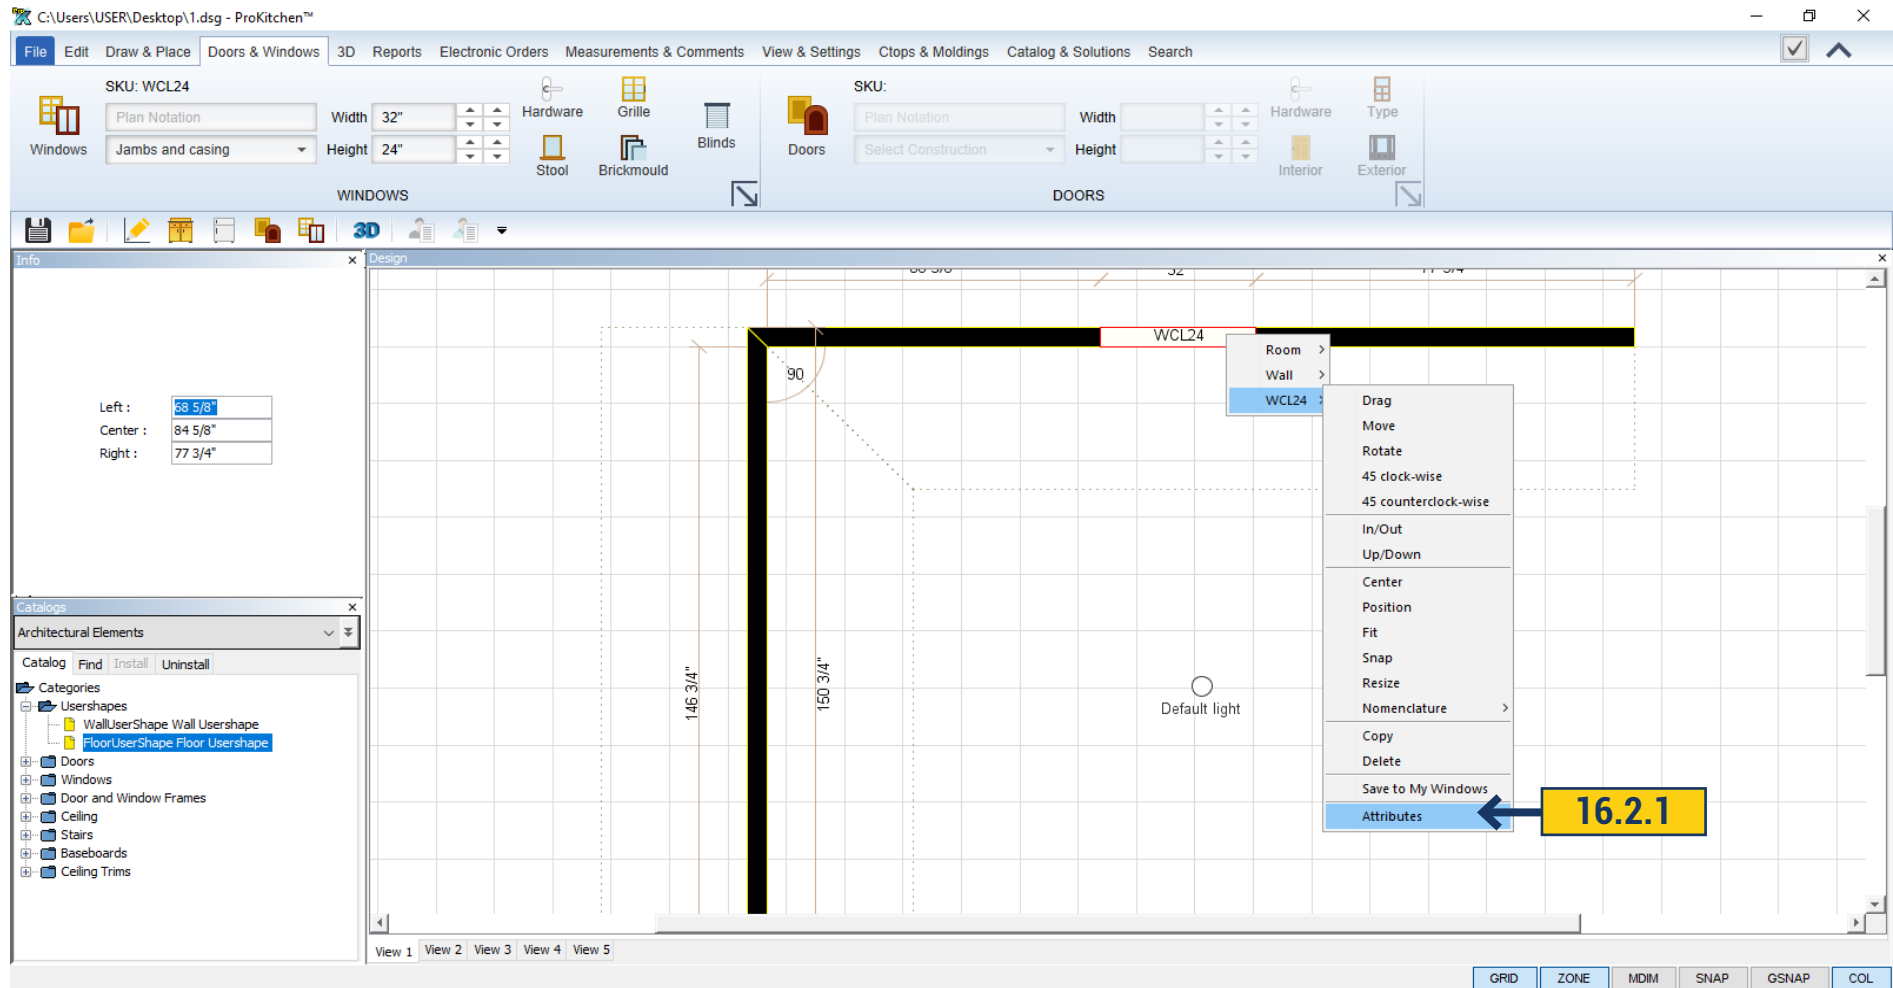 C:\Users\USER\Desktop\1.dsg - ProKitchen™
File Edit Draw & Place Doors & Windows 3D Reports Electronic Orders Measurements & Comments View & Settings Ctops & Moldings Catalog & Solutions Search
SKU: WCL24
Plan Notation
Width 32"
Windows
Jambs and casing
Height 24"
Hardware
Grille
Stool
Brickmould
Blinds
WINDOWS
SKU:
Plan Notation
Width
Doors
Select Construction
Height
Hardware
Type
Interior
Exterior
DOORS
3D
Info
Left : 68 5/8"
Center : 84 5/8"
Right : 77 3/4"
Catalogs
Architectural Elements
Catalog Find Install Uninstall
Categories
Usershapes
WallUserShape Wall Usershape
FloorUserShape Floor Usershape
Doors
Windows
Door and Window Frames
Ceiling
Stairs
Baseboards
Ceiling Trims
Design
32
77 3/4
WCL24
90
146 3/4"
150 3/4"
Default light
Room
Wall
WCL24
Drag
Move
Rotate
45 clock-wise
45 counterclock-wise
In/Out
Up/Down
Center
Position
Fit
Snap
Resize
Nomenclature
Copy
Delete
Save to My Windows
Attributes
16.2.1
View 1 View 2 View 3 View 4 View 5
GRID ZONE MDIM SNAP GSNAP COL